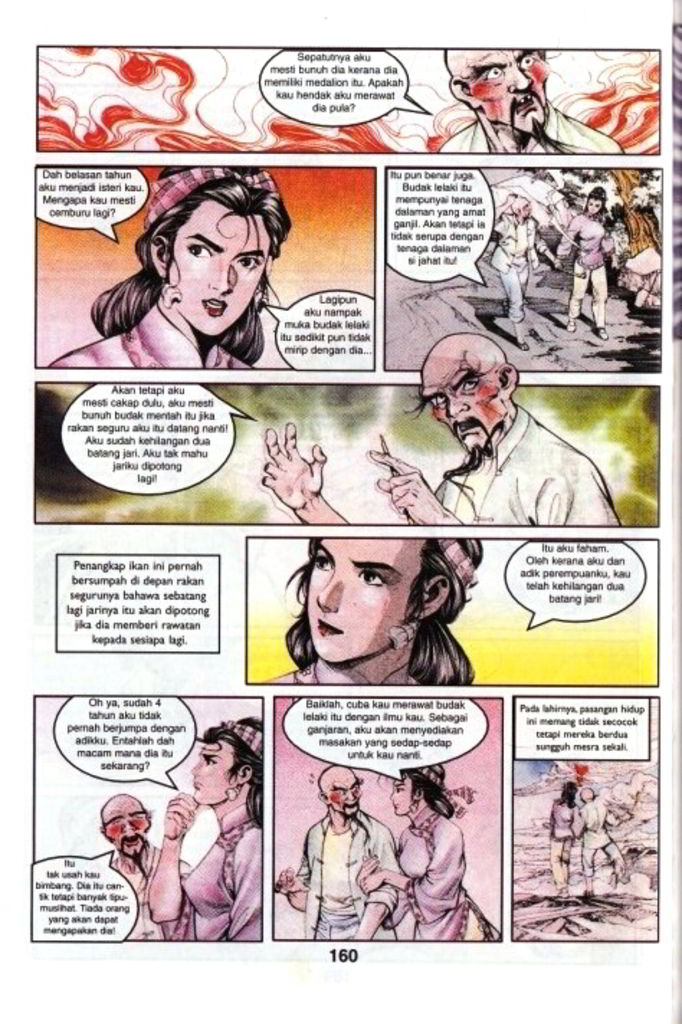 Sepatutnya aku
mesti bunuh dia kerana dia
memiliki medalion itu. Apakah
kau hendak aku merawat
dia pula?
Dah belasan tahun
aku menjadi isteri kau.
Mengapa kau mesti
cemburu lagi?
Lagipun
aku nampak
muka budak lelaki
itu sedikit pun tidak
mirip dengan dia...
Itu pun benar juga.
Budak lelaki itu
mempunyai tenaga
dalaman yang amat
ganjil. Akan tetapi ia
tidak serupa dengan
tenaga dalaman
si jahat itu!
Akan tetapi aku
mesti cakap dulu, aku mesti
bunuh budak mentah itu jika
rakan seguru aku itu datang nanti!
Aku sudah kehilangan dua
batang jari. Aku tak mahu
jariku dipotong
lagi!
Penangkap ikan ini pernah
bersumpah di depan rakan
segurunya bahawa sebatang
lagi jarinya itu akan dipotong
jika dia memberi rawatan
kepada sesiapa lagi.
Itu aku faham.
Oleh kerana aku dan
adik perempuanku, kau
telah kehilangan dua
batang jari!
Oh ya, sudah 4
tahun aku tidak
pernah berjumpa dengan
adikku. Entahlah dah
macam mana dia itu
sekarang?
Itu
tak usah kau
bimbang. Dia itu can-
tik tetapi banyak tipu-
muslihat. Tiada orang
yang akan dapat
mengapakan dia!
Baiklah, cuba kau merawat budak
lelaki itu dengan ilmu kau. Sebagai
ganjaran, aku akan menyediakan
masakan yang sedap-sedap
untuk kau nanti.
Pada lahirnya, pasangan hidup
ini memang tidak secocok
tetapi mereka berdua
sungguh mesra sekali.
160